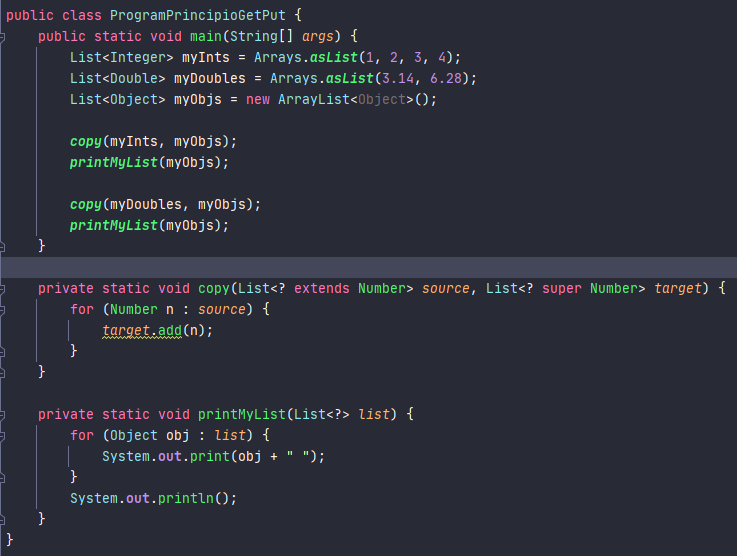 public class ProgramPrincipioGetPut {
    public static void main(String[] args) {
        List<Integer> myInts = Arrays.asList(1, 2, 3, 4);
        List<Double> myDoubles = Arrays.asList(3.14, 6.28);
        List<Object> myObjs = new ArrayList<Object>();

        copy(myInts, myObjs);
        printMyList(myObjs);

        copy(myDoubles, myObjs);
        printMyList(myObjs);
    }

    private static void copy(List<? extends Number> source, List<? super Number> target) {
        for (Number n : source) {
            target.add(n);
        }
    }

    private static void printMyList(List<?> list) {
        for (Object obj : list) {
            System.out.print(obj + " ");
        }
        System.out.println();
    }
}